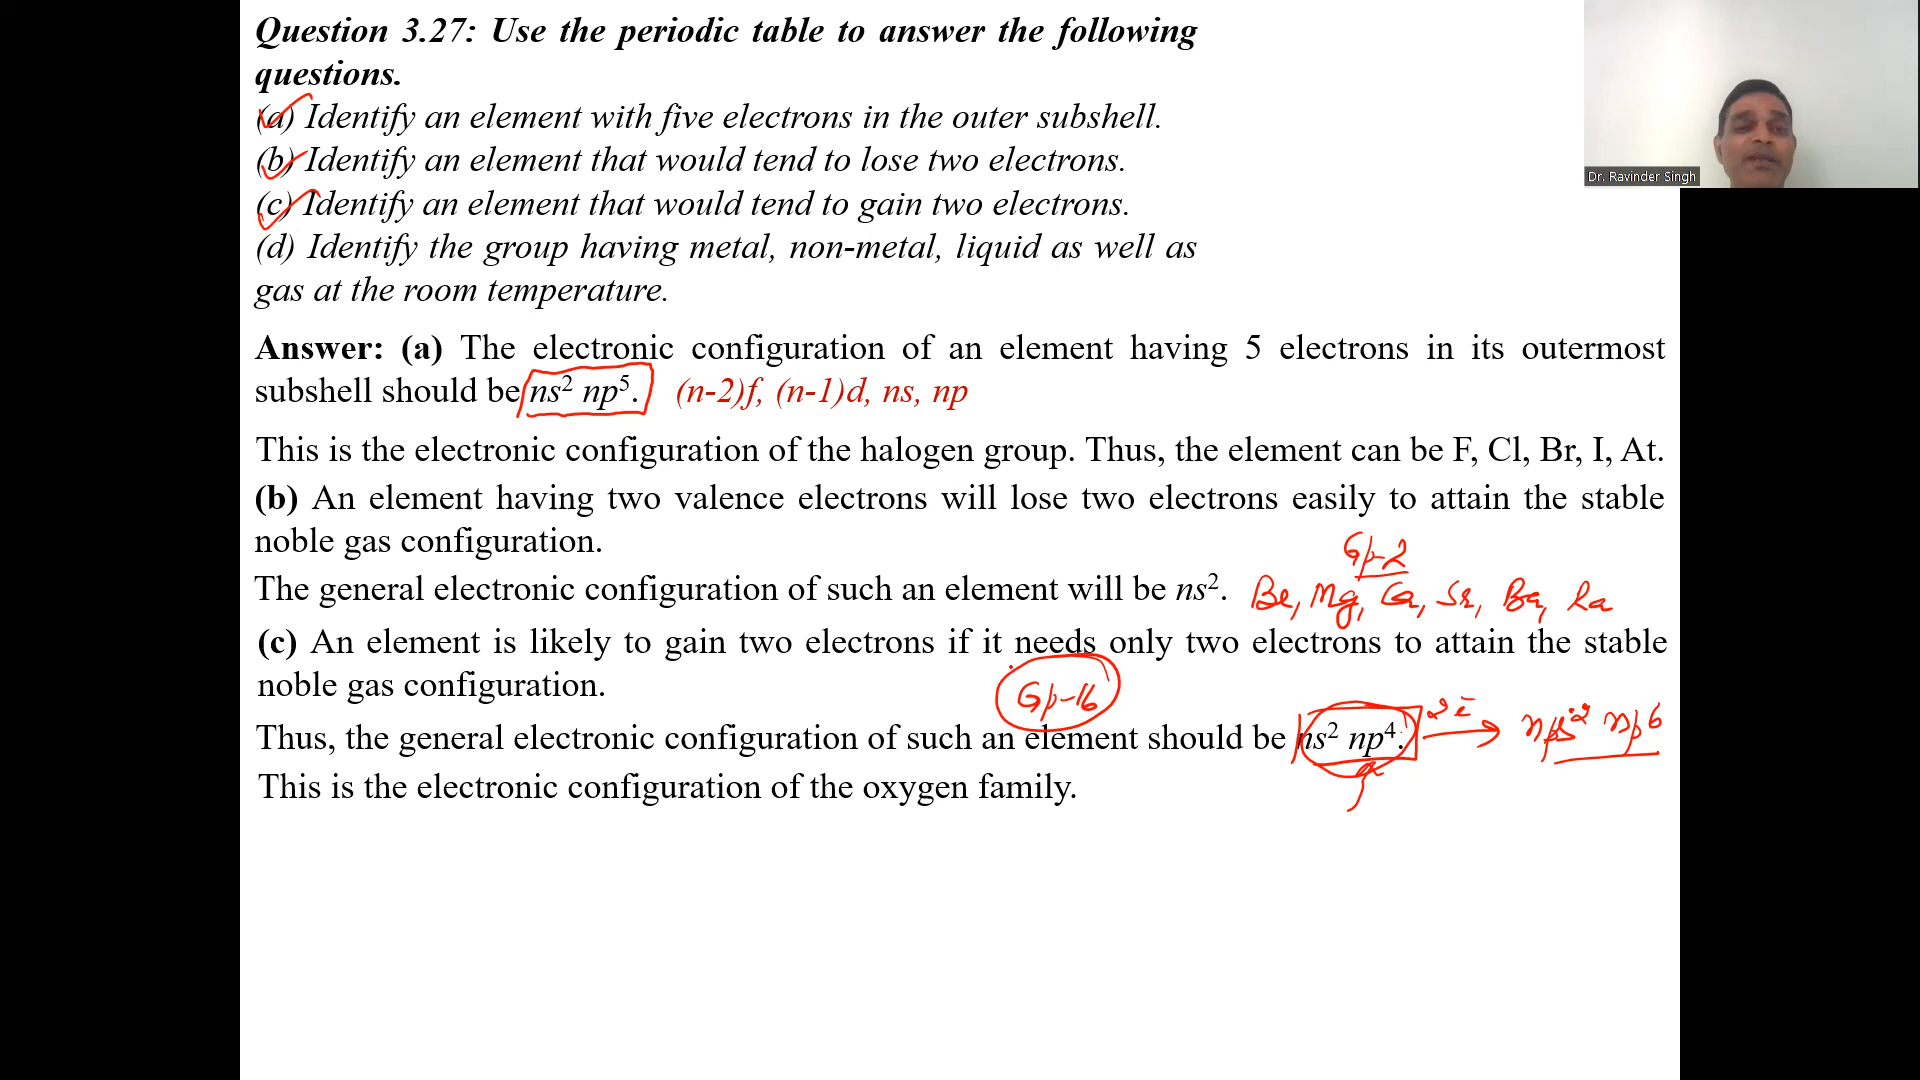 Question 3.27: Use the periodic table to answer the following
questions.
(a) Identify an element with five electrons in the outer subshell.
(b) Identify an element that would tend to lose two electrons.
(c) Identify an element that would tend to gain two electrons.
(d) Identify the group having metal, non-metal, liquid as well as
gas at the room temperature.
Dr. Ravinder Singh
Answer: (a) The electronic configuration of an element having 5 electrons in its outermost
subshell should be ns² np⁵. (n-2)f, (n-1)d, ns, np
This is the electronic configuration of the halogen group. Thus, the element can be F, Cl, Br, I, At.
(b) An element having two valence electrons will lose two electrons easily to attain the stable
noble gas configuration.
Gp-2
The general electronic configuration of such an element will be ns². Be, Mg, Ca, Sr, Ba, Ra
(c) An element is likely to gain two electrons if it needs only two electrons to attain the stable
noble gas configuration.
Gp-16
Thus, the general electronic configuration of such an element should be ns² np⁴. 2e⁻ → ns² np⁶
This is the electronic configuration of the oxygen family.